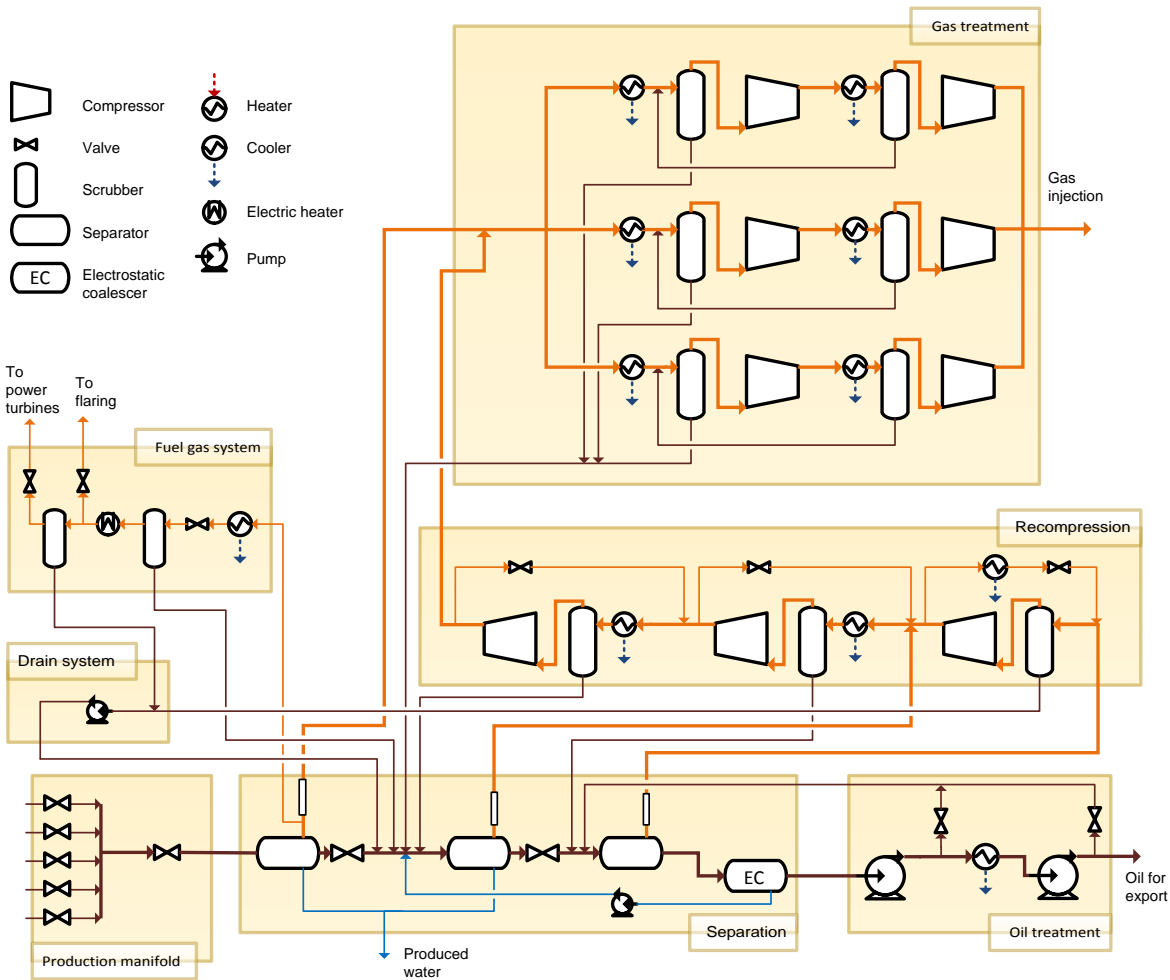 Gas treatment
Compressor
Heater
Valve
Cooler
Scrubber
Electric heater
Separator
Pump
EC
Electrostatic
coalescer
Gas
injection
To
power
turbines
To
flaring
Fuel gas system
Recompression
Drain system
EC
Oil for
export
Separation
Oil treatment
Production manifold
Produced
water